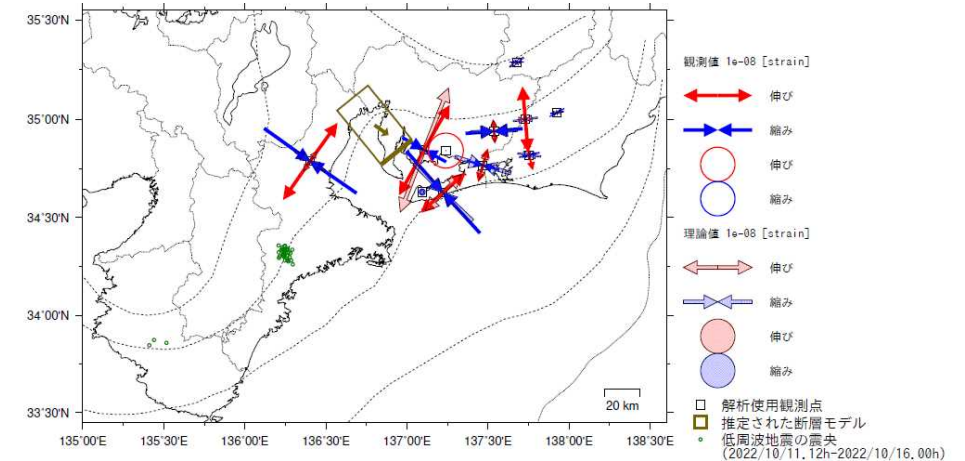 35˚30'N
35˚00'N
34˚30'N
34˚00'N
33˚30'N
135˚00'E
135˚30'E
136˚00'E
136˚30'E
137˚00'E
137˚30'E
138˚00'E
138˚30'E
20 km
観測値 1e-08 [strain]
伸び
縮み
伸び
縮み
理論値 1e-08 [strain]
伸び
縮み
伸び
縮み
解析使用観測点
推定された断層モデル
低周波地震の震央
(2022/10/11.12h-2022/10/16.00h)